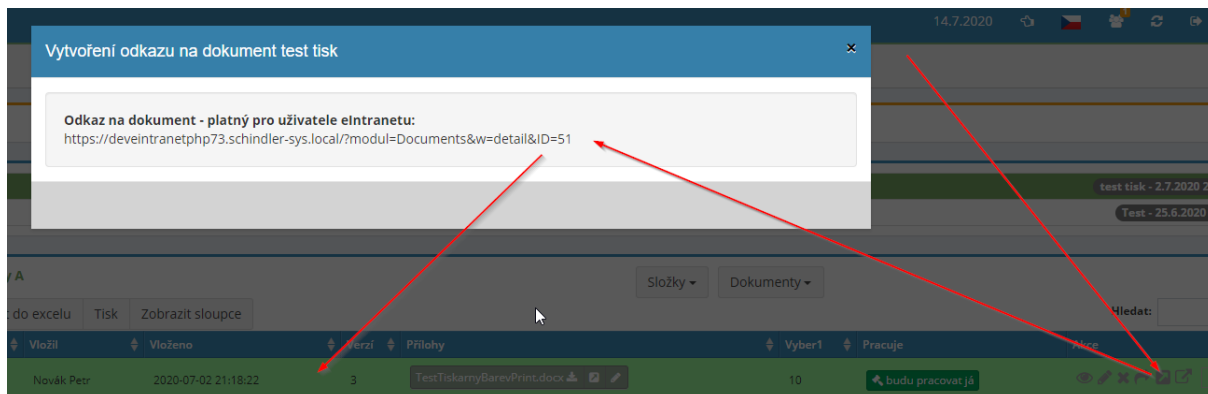 14.7.2020
1
Vytvoření odkazu na dokument test tisk
×
Odkaz na dokument - platný pro uživatele eIntranetu:
https://deveintranetphp73.schindler-sys.local/?modul=Documents&w=detail&ID=51
test tisk - 2.7.2020 2
Test - 25.6.2020
y A
Složky
Dokumenty
t do excelu Tisk Zobrazit sloupce
Hledat:
Vložil Vloženo Verzí Přílohy Vyber1 Pracuje Akce
Novák Petr 2020-07-02 21:18:22 3 TestTiskarnyBarevPrint.docx 10 budu pracovat já